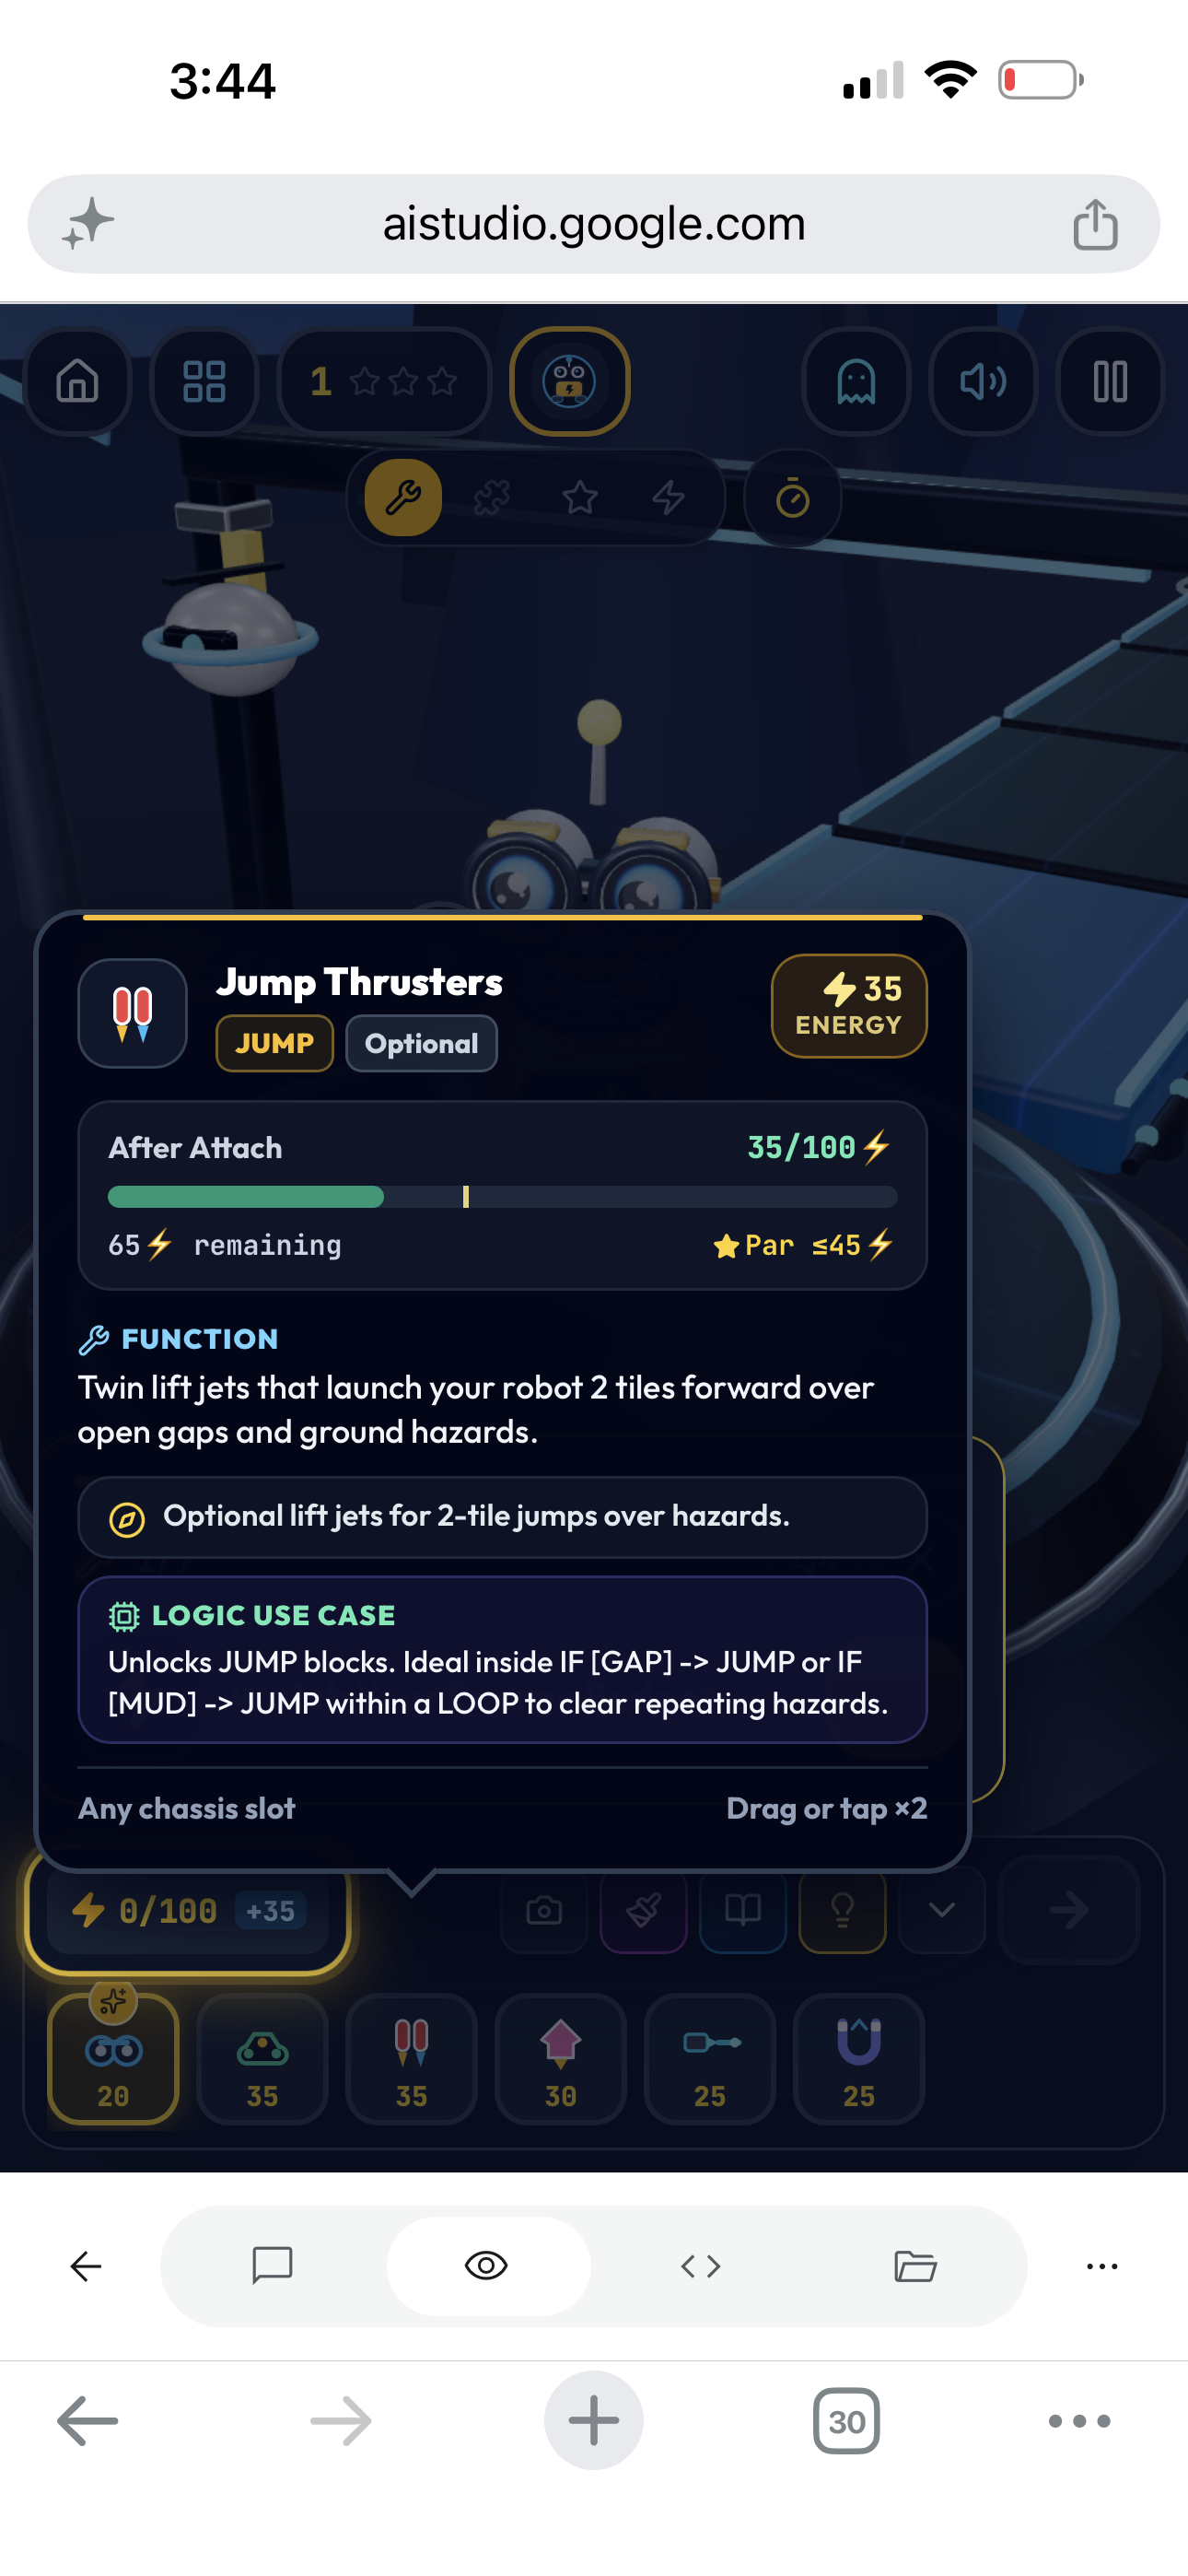 3:44
aistudio.google.com
1
Jump Thrusters
JUMP
Optional
35
ENERGY
After Attach
35/100
65 remaining
Par ≤45
FUNCTION
Twin lift jets that launch your robot 2 tiles forward over
open gaps and ground hazards.
Optional lift jets for 2-tile jumps over hazards.
LOGIC USE CASE
Unlocks JUMP blocks. Ideal inside IF [GAP] -> JUMP or IF
[MUD] -> JUMP within a LOOP to clear repeating hazards.
Any chassis slot
Drag or tap ×2
0/100 +35
20 35 35 30 25 25
30